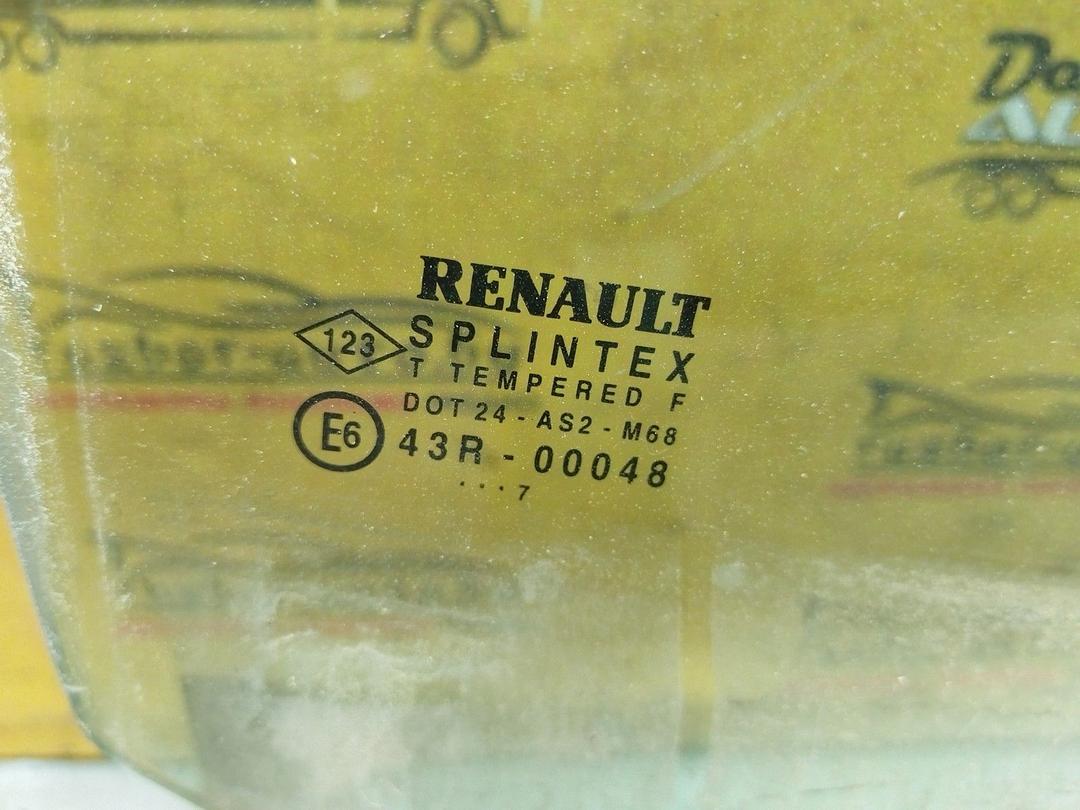 RENAULT
123
SPLINTEX
T TEMPERED F
DOT 24 - AS2 - M68
E6
43R - 00048
. . . 7